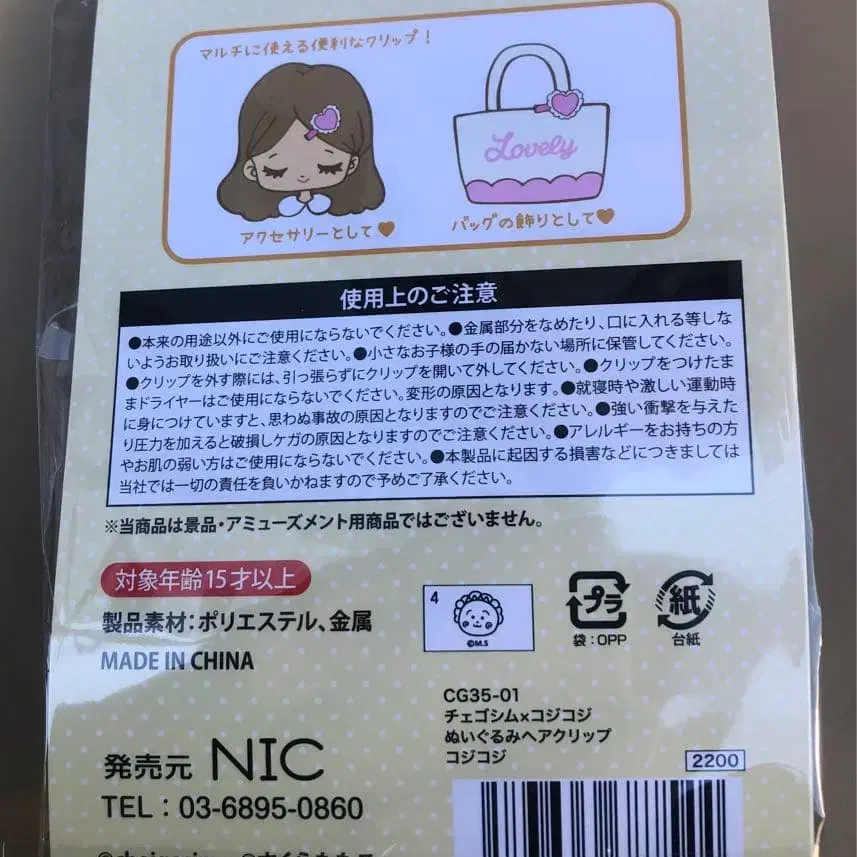 マルチに使える便利なクリップ!
Lovely
アクセサリーとして♥
バッグの飾りとして♥
使用上のご注意
●本来の用途以外にご使用にならないでください。●金属部分をなめたり、口に入れる等しな
いようお取り扱いにご注意ください。●小さなお子様の手の届かない場所に保管してください。
●クリップを外す際には、引っ張らずにクリップを開いて外してください。●クリップをつけたま
まドライヤーはご使用にならないでください。変形の原因となります。●就寝時や激しい運動時
に身につけていますと、思わぬ事故の原因となりますのでご注意ください。●強い衝撃を与えた
り圧力を加えると破損しケガの原因となりますのでご注意ください。●アレルギーをお持ちの方
やお肌の弱い方はご使用にならないでください。●本製品に起因する損害などにつきましては
当社では一切の責任を負いかねますので予めご了承ください。
※当商品は景品・アミューズメント用商品ではございません。
対象年齢15才以上
製品素材:ポリエステル、金属
MADE IN CHINA
4
©M.S
プラ
袋:OPP
紙
台紙
CG35-01
チェゴシム×コジコジ
ぬいぐるみヘアクリップ
コジコジ
2200
発売元 NIC
TEL:03-6895-0860